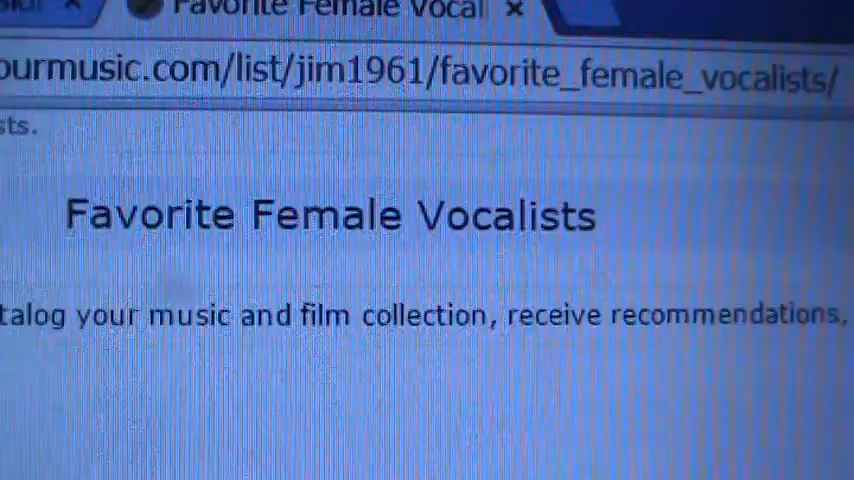 Favorite Female Vocal
ourmusic.com/list/jim1961/favorite_female_vocalists/
sts.
Favorite Female Vocalists
talog your music and film collection, receive recommendations,